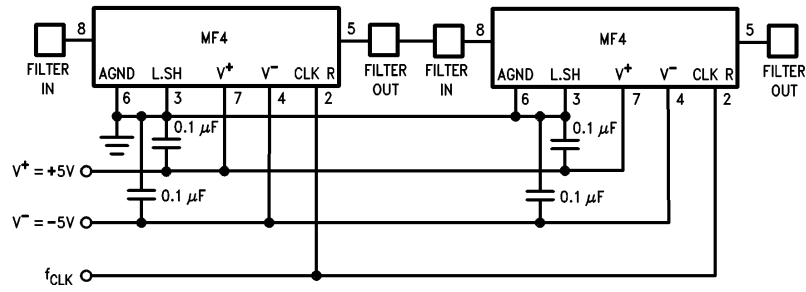 8
MF4
5
8
MF4
5
FILTER
IN
AGND
L.SH
V+
V-
CLK R
FILTER
OUT
FILTER
IN
AGND
L.SH
V+
V-
CLK R
FILTER
OUT
6
3
7
4
2
6
3
7
4
2
0.1 μF
0.1 μF
V+ = +5V
0.1 μF
0.1 μF
V- = -5V
fCLK